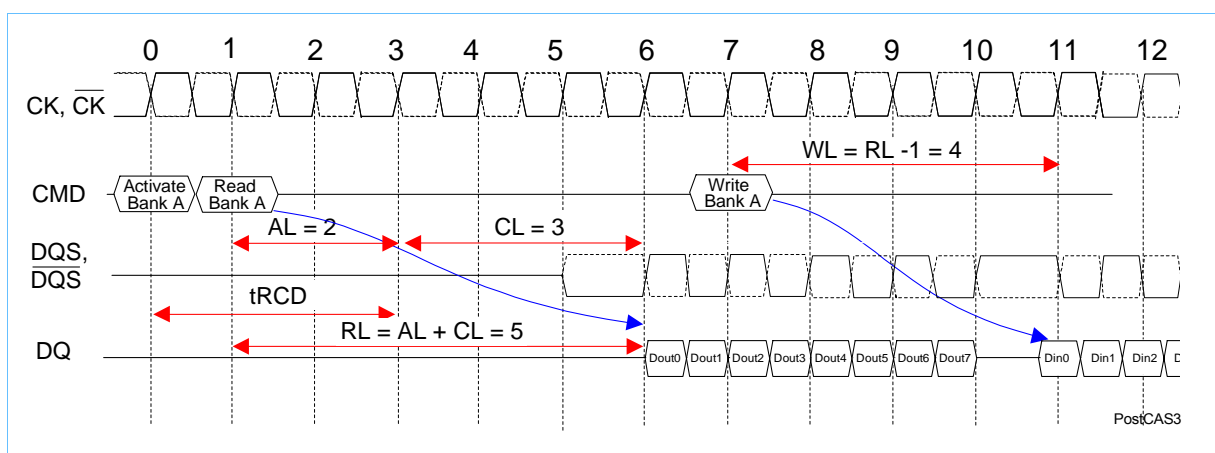 0 1 2 3 4 5 6 7 8 9 10 11 12
CK, CK
WL = RL -1 = 4
CMD
Activate
Bank A
Read
Bank A
Write
Bank A
AL = 2
CL = 3
DQS,
DQS
tRCD
RL = AL + CL = 5
DQ
Dout0 Dout1 Dout2 Dout3 Dout4 Dout5 Dout6 Dout7 Din0 Din1 Din2 D
PostCAS3